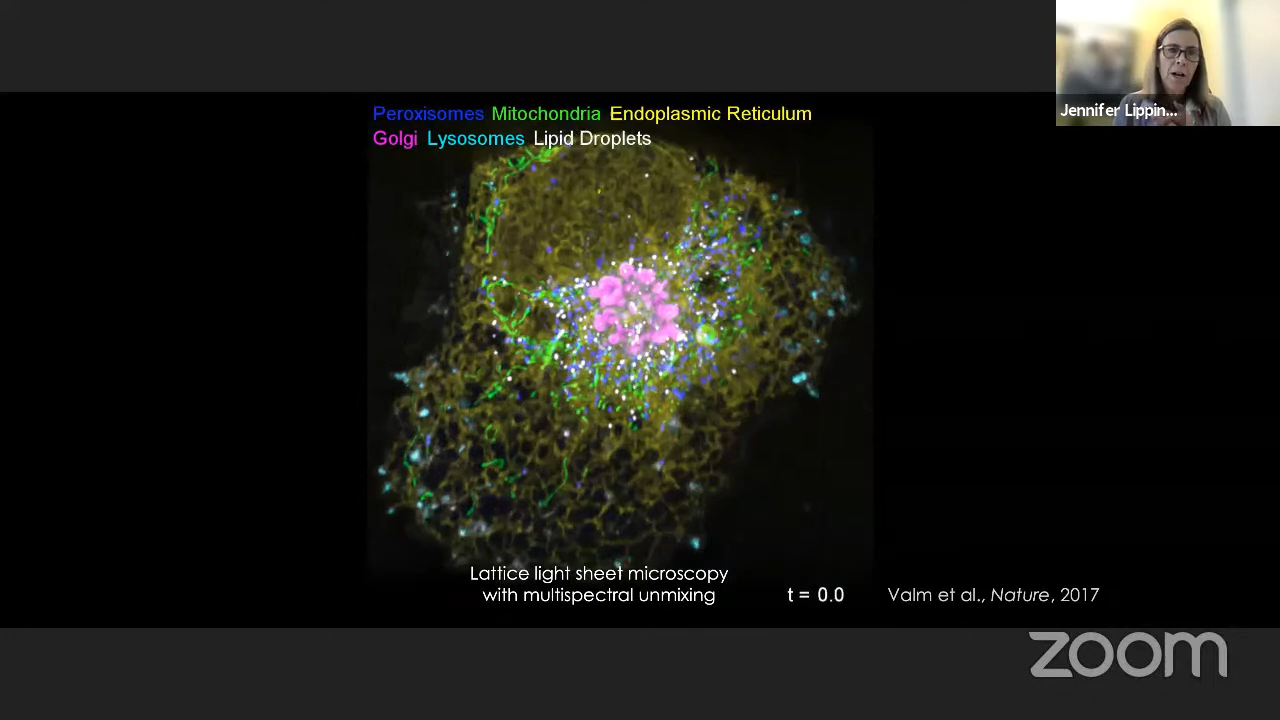 Peroxisomes Mitochondria Endoplasmic Reticulum
Golgi Lysosomes Lipid Droplets
Jennifer Lippin...
Lattice light sheet microscopy
with multispectral unmixing
t = 0.0
Valm et al., Nature, 2017
zoom